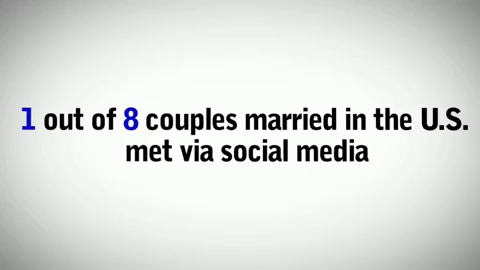 1 out of 8 couples married in the U.S.
met via social media